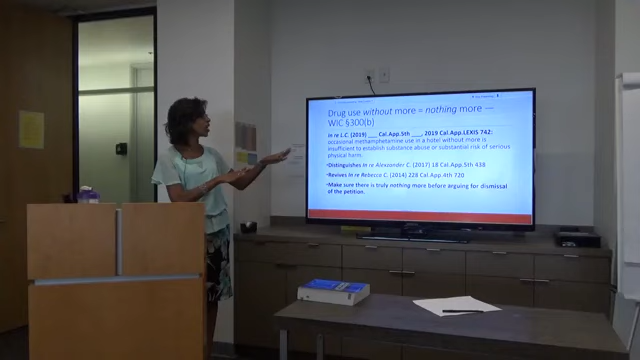 Drug use without more = nothing more —
WIC §300(b)
In re L.C. (2019) ___ Cal.App.5th ___, 2019 Cal.App.LEXIS 742:
occasional methamphetamine use in a hotel without more is
insufficient to establish substance abuse or substantial risk of serious
physical harm.
•Distinguishes In re Alexzander C. (2017) 18 Cal.App.5th 438
•Revives In re Rebecca C. (2014) 228 Cal.App.4th 720
•Make sure there is truly nothing more before arguing for dismissal
of the petition.